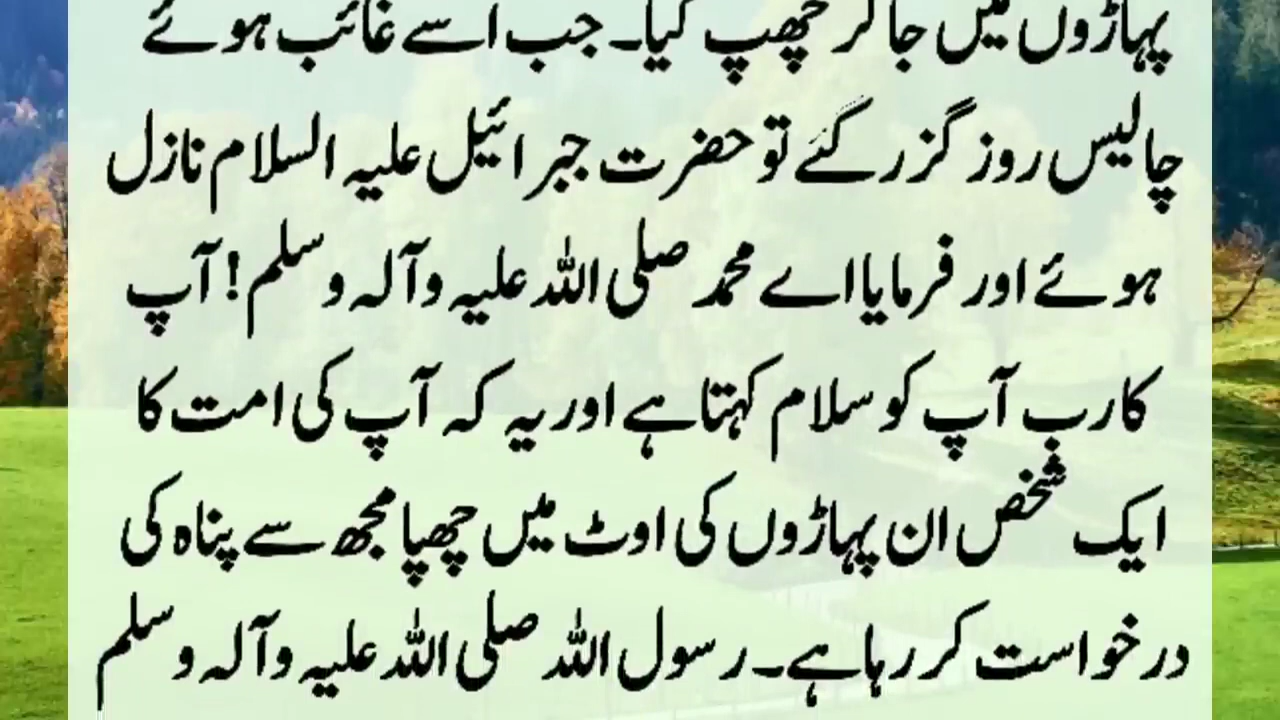 پہاڑوں میں جا کر چھپ گیا۔ جب اسے غائب ہوئے
چالیس روز گزر گئے تو حضرت جبرائیل علیہ السلام نازل
ہوئے اور فرمایا اے محمد صلی اللہ علیہ وآلہ وسلم! آپ
کا رب آپ کو سلام کہتا ہے اور یہ کہ آپ کی امت کا
ایک شخص ان پہاڑوں کی اوٹ میں چھپا مجھ سے پناہ کی
درخواست کر رہا ہے۔ رسول اللہ صلی اللہ علیہ وآلہ وسلم